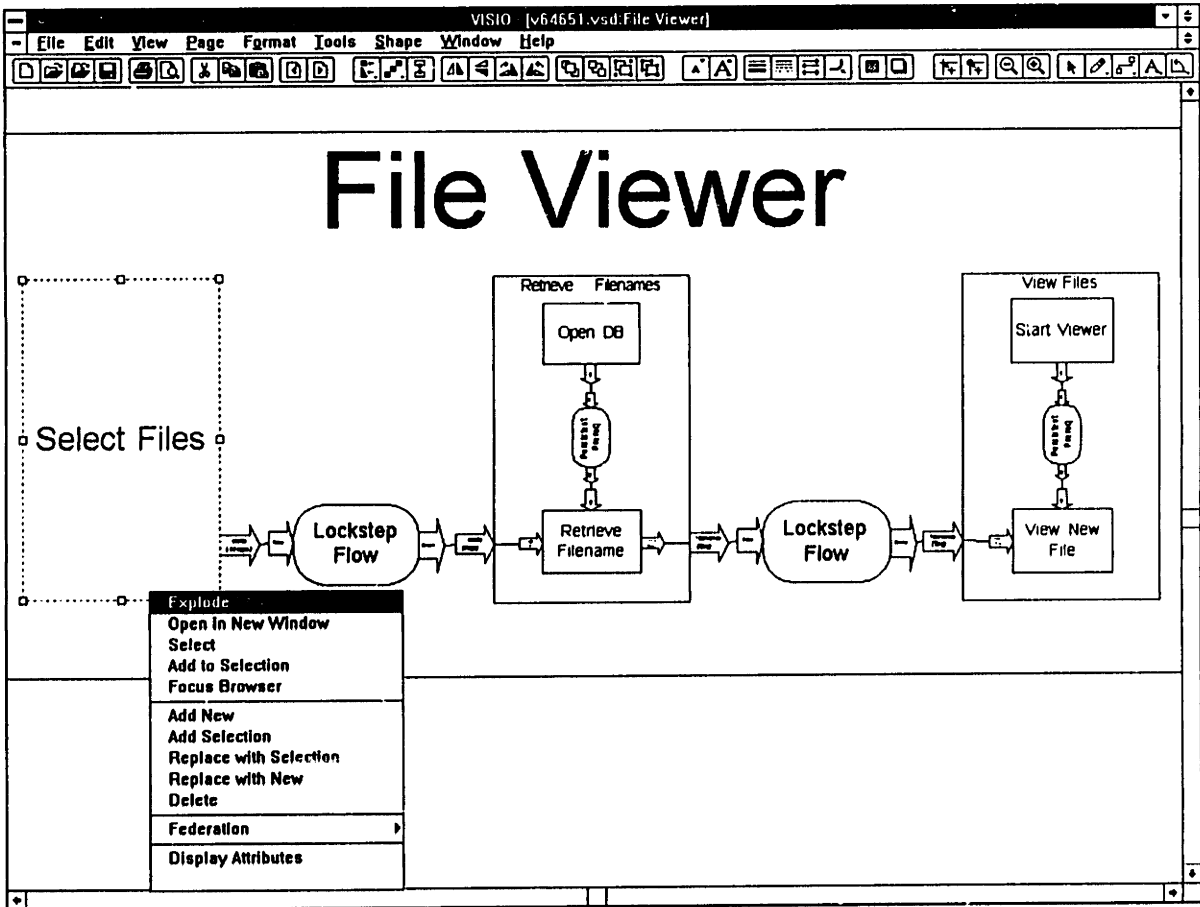 VISIO - [v64651.vsd:File Viewer]
File Edit View Page Format Tools Shape Window Help
File Viewer
Select Files
Lockstep
Flow
Retrieve Filenames
Open DB
Retrieve
Filename
Lockstep
Flow
View Files
Start Viewer
View New
File
Explode
Open in New Window
Select
Add to Selection
Focus Browser
Add New
Add Selection
Replace with Selection
Replace with New
Delete
Federation
Display Attributes